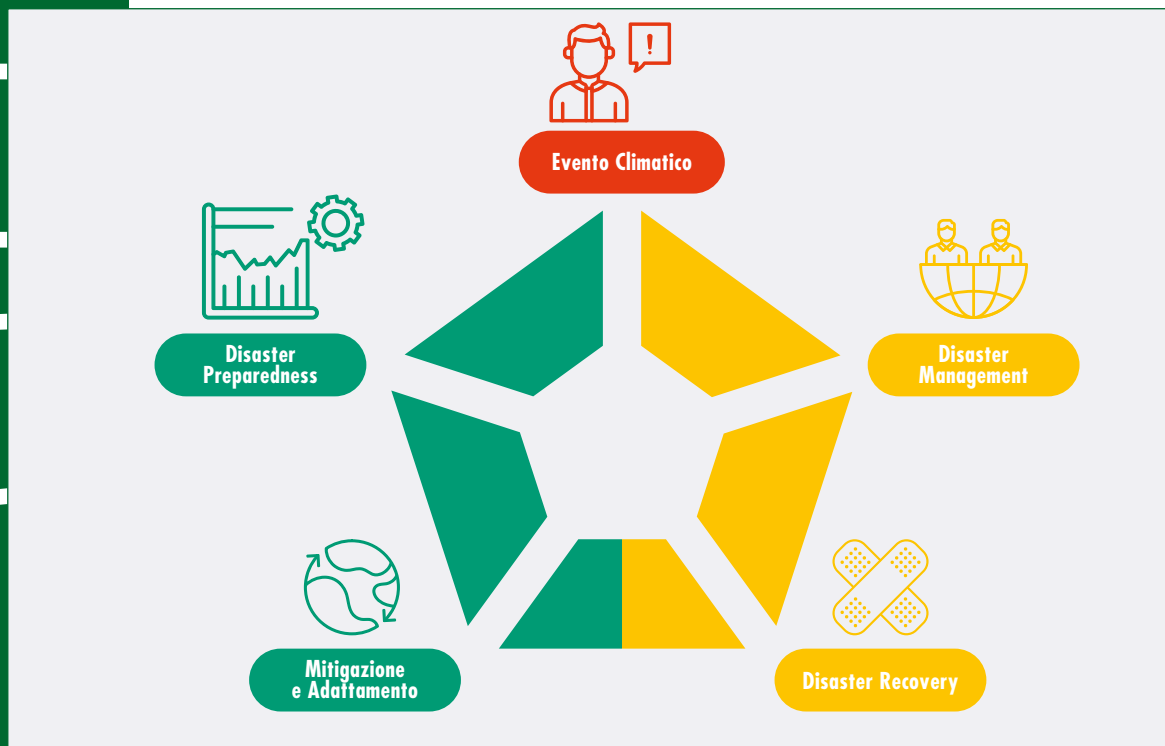 !
Evento Climatico
Disaster
Preparedness
Disaster
Management
Mitigazione
e Adattamento
Disaster Recovery